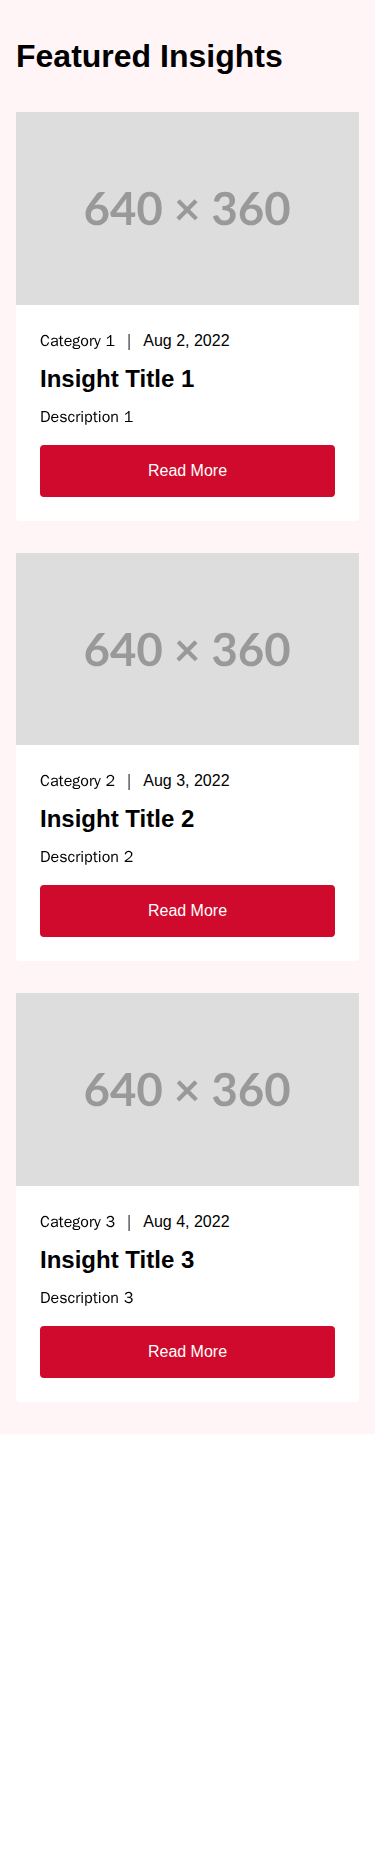 Featured Insights
640 × 360
Category 1 | Aug 2, 2022
Insight Title 1
Description 1
Read More
640 × 360
Category 2 | Aug 3, 2022
Insight Title 2
Description 2
Read More
640 × 360
Category 3 | Aug 4, 2022
Insight Title 3
Description 3
Read More